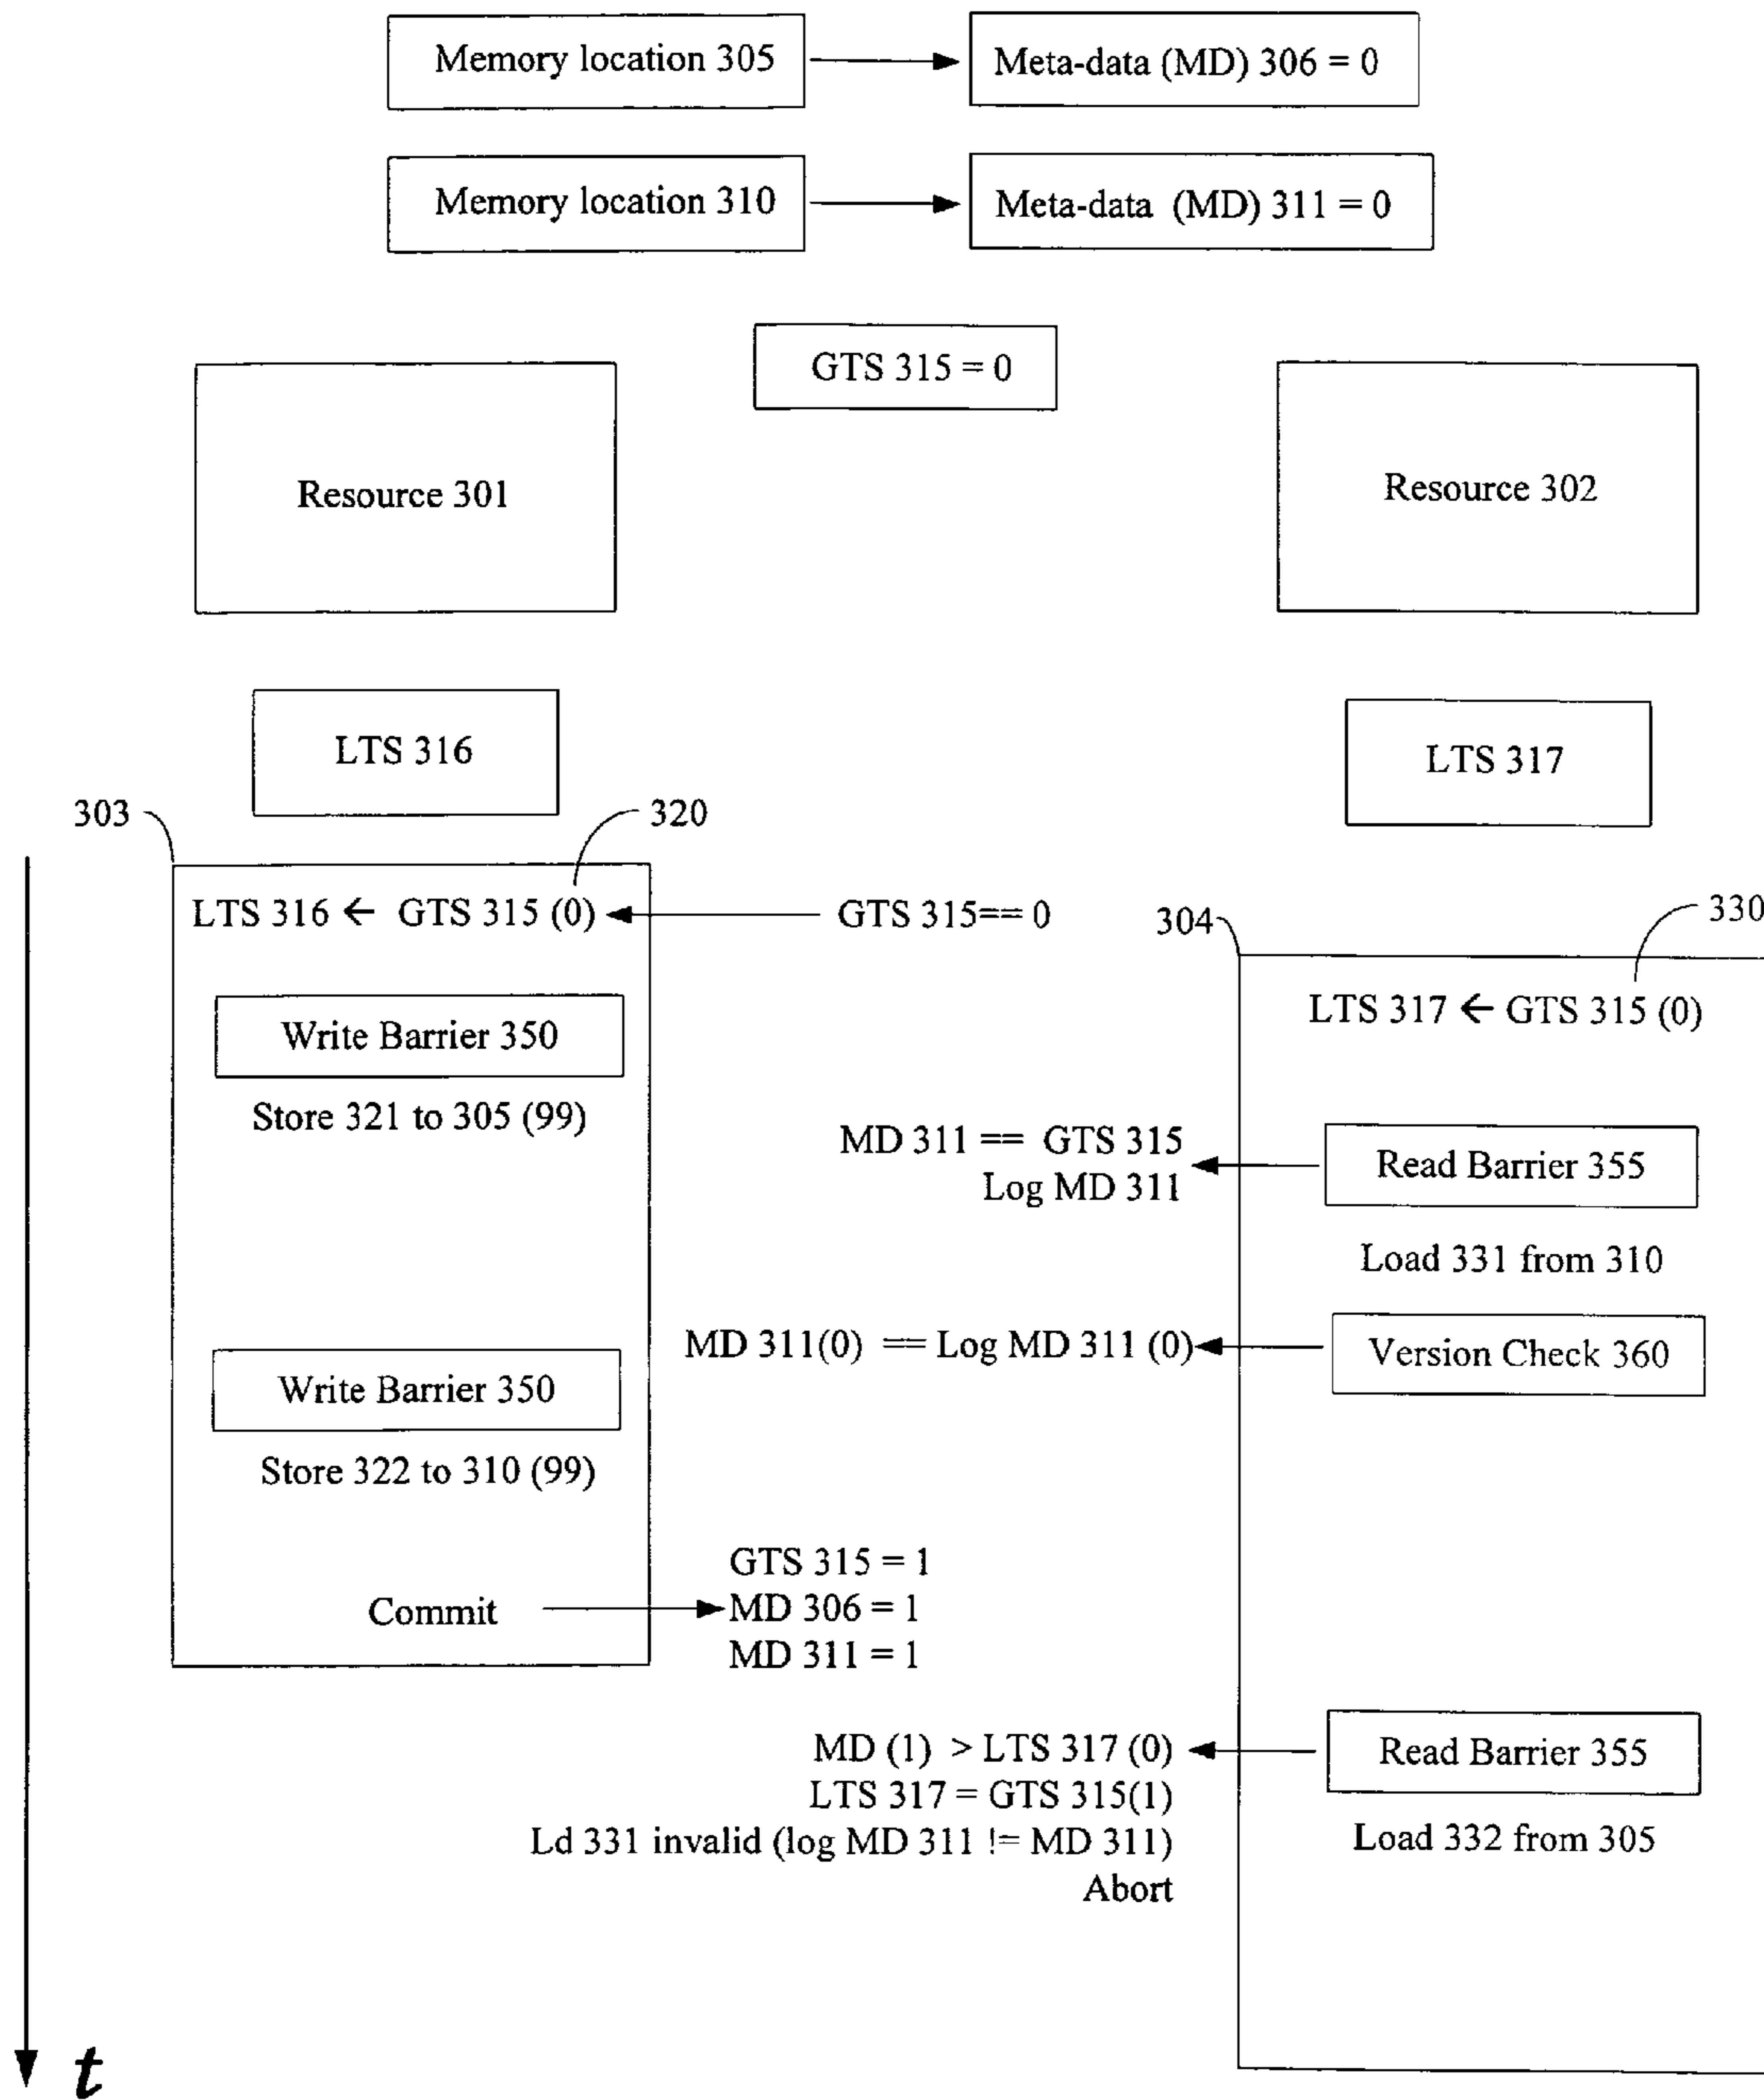 Memory location 305
Meta-data (MD) 306 = 0
Memory location 310
Meta-data (MD) 311 = 0
GTS 315 = 0
Resource 301
Resource 302
LTS 316
LTS 317
303
320
LTS 316 ← GTS 315 (0)
GTS 315== 0
304
330
LTS 317 ← GTS 315 (0)
Write Barrier 350
Store 321 to 305 (99)
MD 311 == GTS 315
Log MD 311
Read Barrier 355
Load 331 from 310
MD 311(0) == Log MD 311 (0)
Version Check 360
Write Barrier 350
Store 322 to 310 (99)
Commit
GTS 315 = 1
MD 306 = 1
MD 311 = 1
MD (1) > LTS 317 (0)
LTS 317 = GTS 315(1)
Ld 331 invalid (log MD 311 != MD 311)
Abort
Read Barrier 355
Load 332 from 305
t